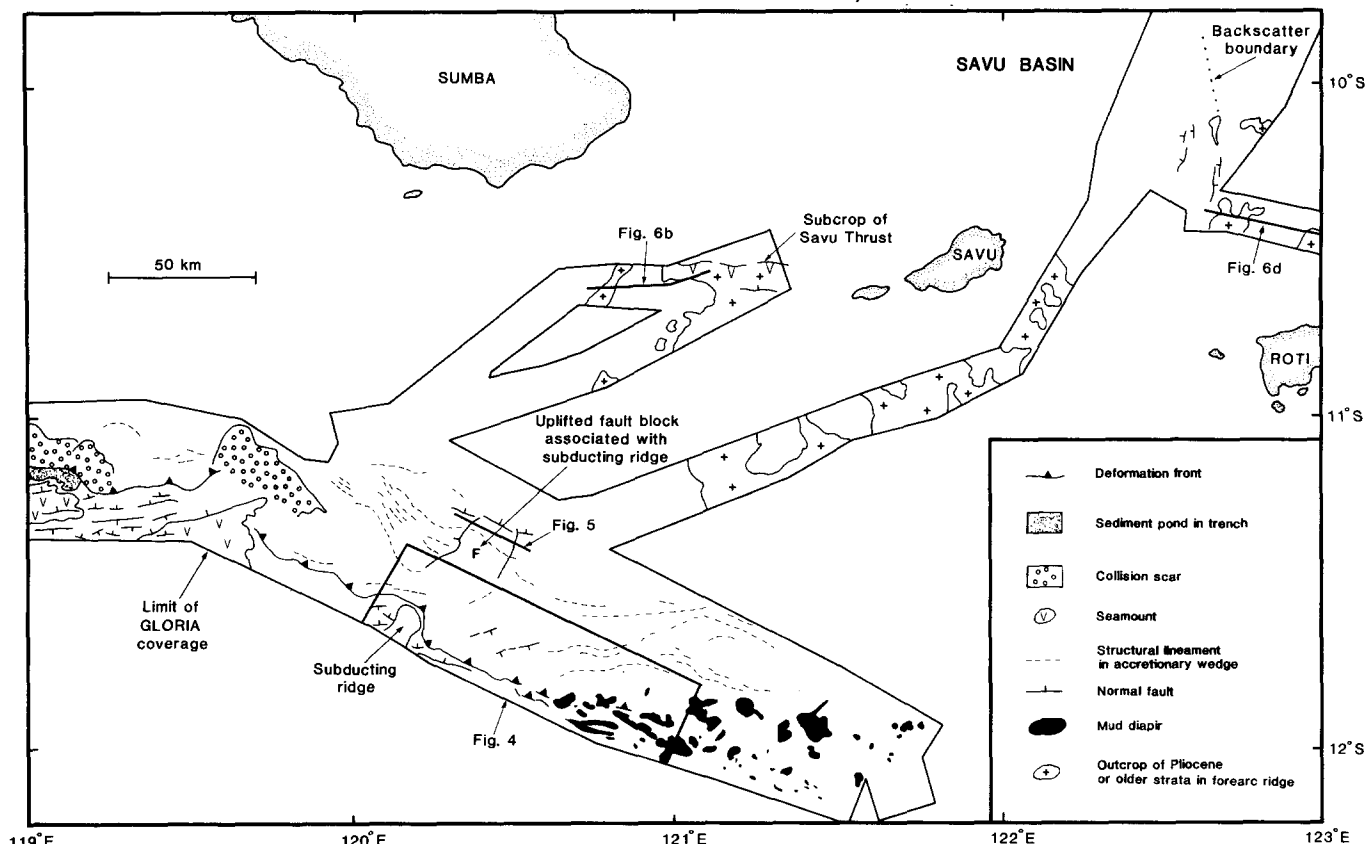 Backscatter
boundary
SAVU BASIN
10°S
SUMBA
Subcrop of
Savu Thrust
Fig. 6b
SAVU
50 km
Fig. 6d
ROTI
11°S
Uplifted fault block
associated with
subducting ridge
Fig. 5
F
Limit of
GLORIA
coverage
Subducting
ridge
Fig. 4
Deformation front
Sediment pond in trench
Collision scar
Seamount
Structural lineament
in accretionary wedge
Normal fault
Mud diapir
Outcrop of Pliocene
or older strata in forearc ridge
12°S
119°E
120°E
121°E
122°E
123°E